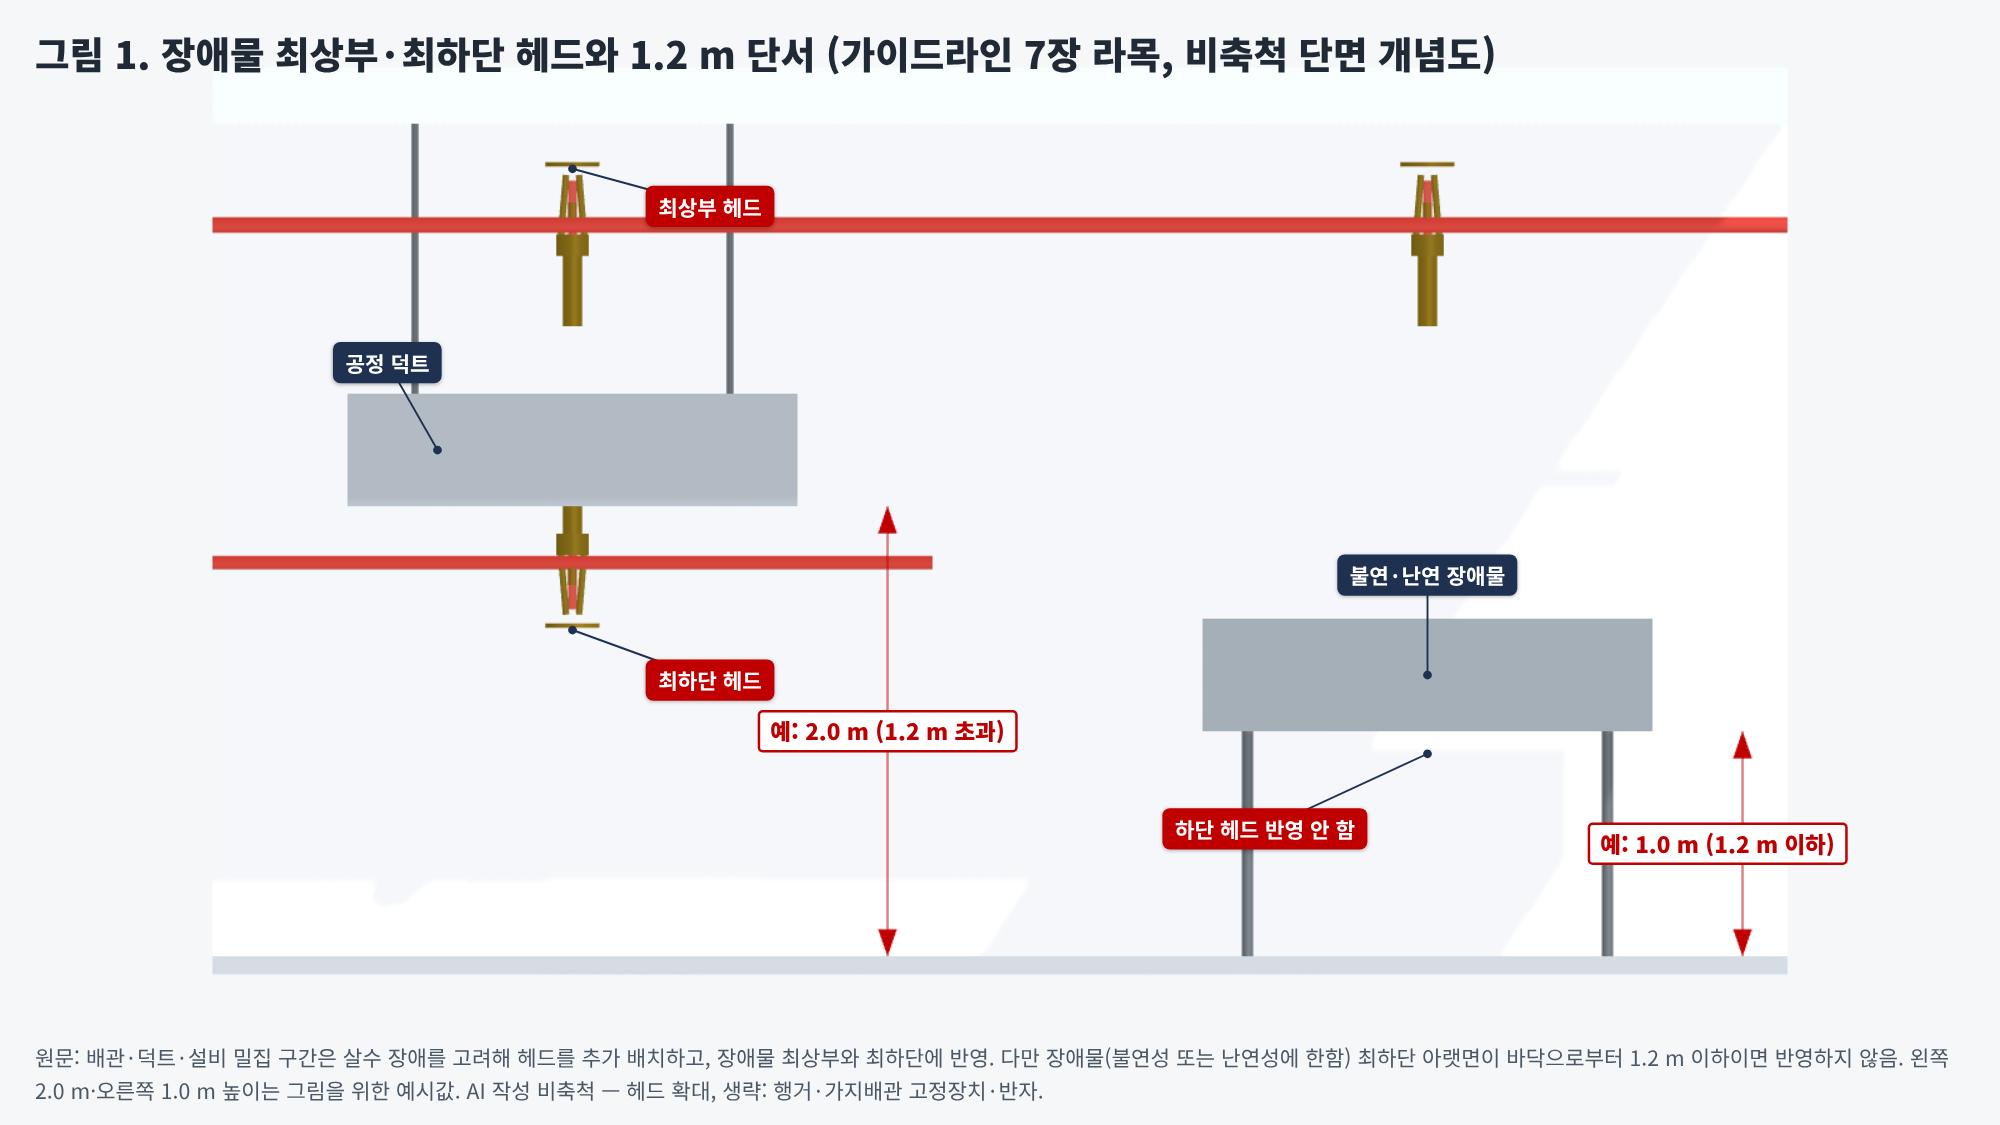 그림 1. 장애물 최상부·최하단 헤드와 1.2 m 단서 (가이드라인 7장 라목, 비축척 단면 개념도)
최상부 헤드
공정 덕트
불연·난연 장애물
최하단 헤드
예: 2.0 m (1.2 m 초과)
하단 헤드 반영 안 함
예: 1.0 m (1.2 m 이하)
원문: 배관·덕트·설비 밀집 구간은 살수 장애를 고려해 헤드를 추가 배치하고, 장애물 최상부와 최하단에 반영. 다만 장애물(불연성 또는 난연성에 한함) 최하단 아랫면이 바닥으로부터 1.2 m 이하이면 반영하지 않음. 왼쪽
2.0 m·오른쪽 1.0 m 높이는 그림을 위한 예시값. AI 작성 비축척 — 헤드 확대, 생략: 행거·가지배관 고정장치·반자.